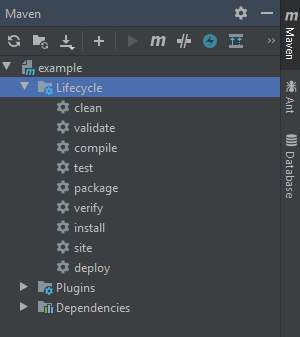 Maven
example
Lifecycle
clean
validate
compile
test
package
verify
install
site
deploy
Plugins
Dependencies
m
Maven
Ant
Database